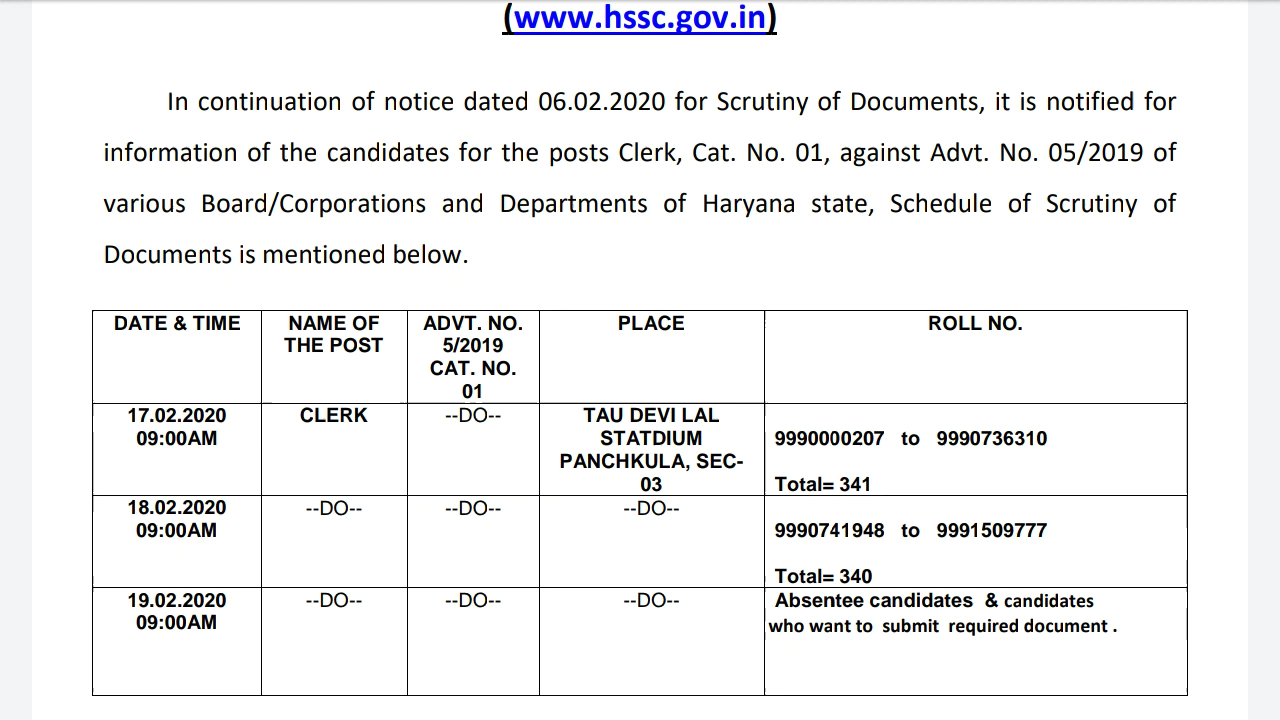 (www.hssc.gov.in)
In continuation of notice dated 06.02.2020 for Scrutiny of Documents, it is notified for
information of the candidates for the posts Clerk, Cat. No. 01, against Advt. No. 05/2019 of
various Board/Corporations and Departments of Haryana state, Schedule of Scrutiny of
Documents is mentioned below.
DATE & TIME
NAME OF
THE POST
ADVT. NO.
5/2019
CAT. NO.
01
PLACE
ROLL NO.
17.02.2020
09:00AM
CLERK
--DO--
TAU DEVI LAL
STATDIUM
PANCHKULA, SEC-
03
9990000207 to 9990736310
Total= 341
18.02.2020
09:00AM
--DO--
--DO--
--DO--
9990741948 to 9991509777
Total= 340
19.02.2020
09:00AM
--DO--
--DO--
--DO--
Absentee candidates & candidates
who want to submit required document .